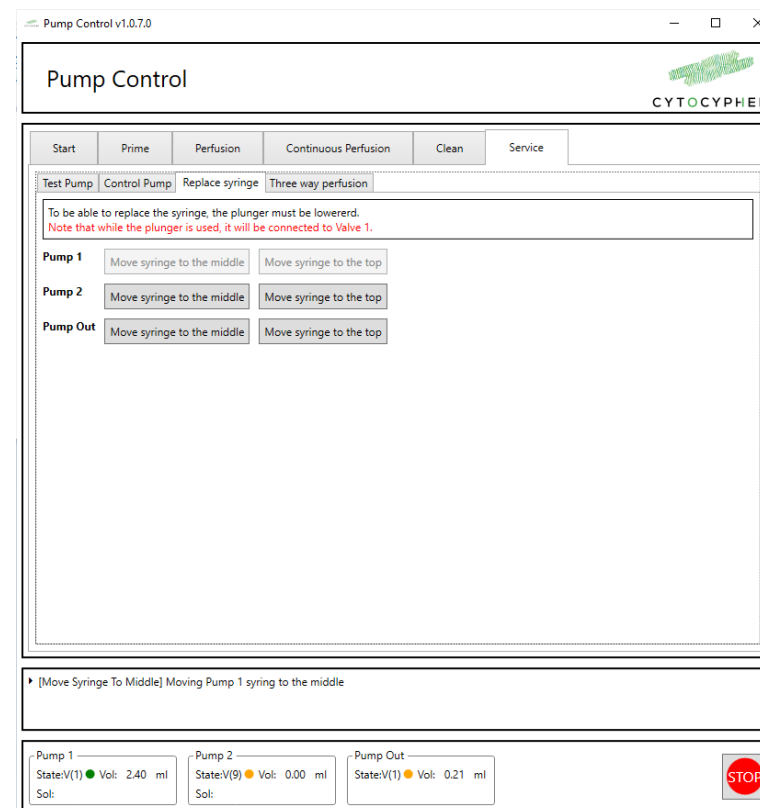 Pump Control v1.0.7.0
Pump Control
CYTOCYPHER
Start Prime Perfusion Continuous Perfusion Clean Service
Test Pump Control Pump Replace syringe Three way perfusion
To be able to replace the syringe, the plunger must be lowererd.
Note that while the plunger is used, it will be connected to Valve 1.
Pump 1 Move syringe to the middle Move syringe to the top
Pump 2 Move syringe to the middle Move syringe to the top
Pump Out Move syringe to the middle Move syringe to the top
[Move Syringe To Middle] Moving Pump 1 syring to the middle
Pump 1 Pump 2 Pump Out
State:V(1) Vol: 2.40 ml State:V(9) Vol: 0.00 ml State:V(1) Vol: 0.21 ml STOP
Sol: Sol: